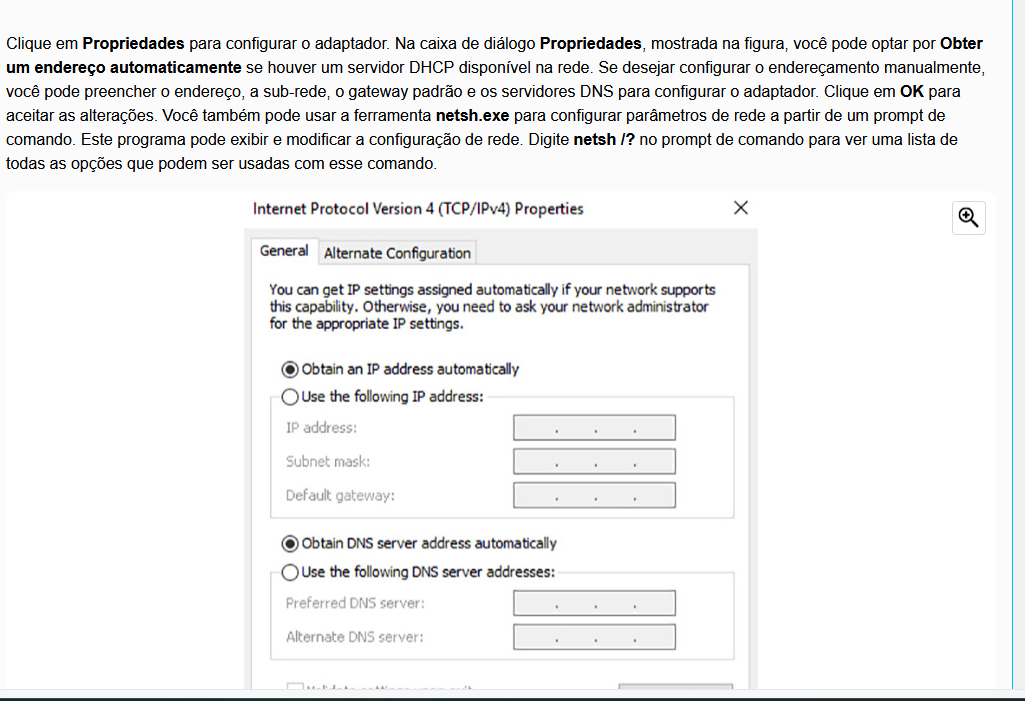 Clique em Propriedades para configurar o adaptador. Na caixa de diálogo Propriedades, mostrada na figura, você pode optar por Obter
um endereço automaticamente se houver um servidor DHCP disponível na rede. Se desejar configurar o endereçamento manualmente,
você pode preencher o endereço, a sub-rede, o gateway padrão e os servidores DNS para configurar o adaptador. Clique em OK para
aceitar as alterações. Você também pode usar a ferramenta netsh.exe para configurar parâmetros de rede a partir de um prompt de
comando. Este programa pode exibir e modificar a configuração de rede. Digite netsh /? no prompt de comando para ver uma lista de
todas as opções que podem ser usadas com esse comando.
Internet Protocol Version 4 (TCP/IPv4) Properties
General Alternate Configuration
You can get IP settings assigned automatically if your network supports
this capability. Otherwise, you need to ask your network administrator
for the appropriate IP settings.
Obtain an IP address automatically
Use the following IP address:
IP address:
Subnet mask:
Default gateway:
Obtain DNS server address automatically
Use the following DNS server addresses:
Preferred DNS server:
Alternate DNS server: